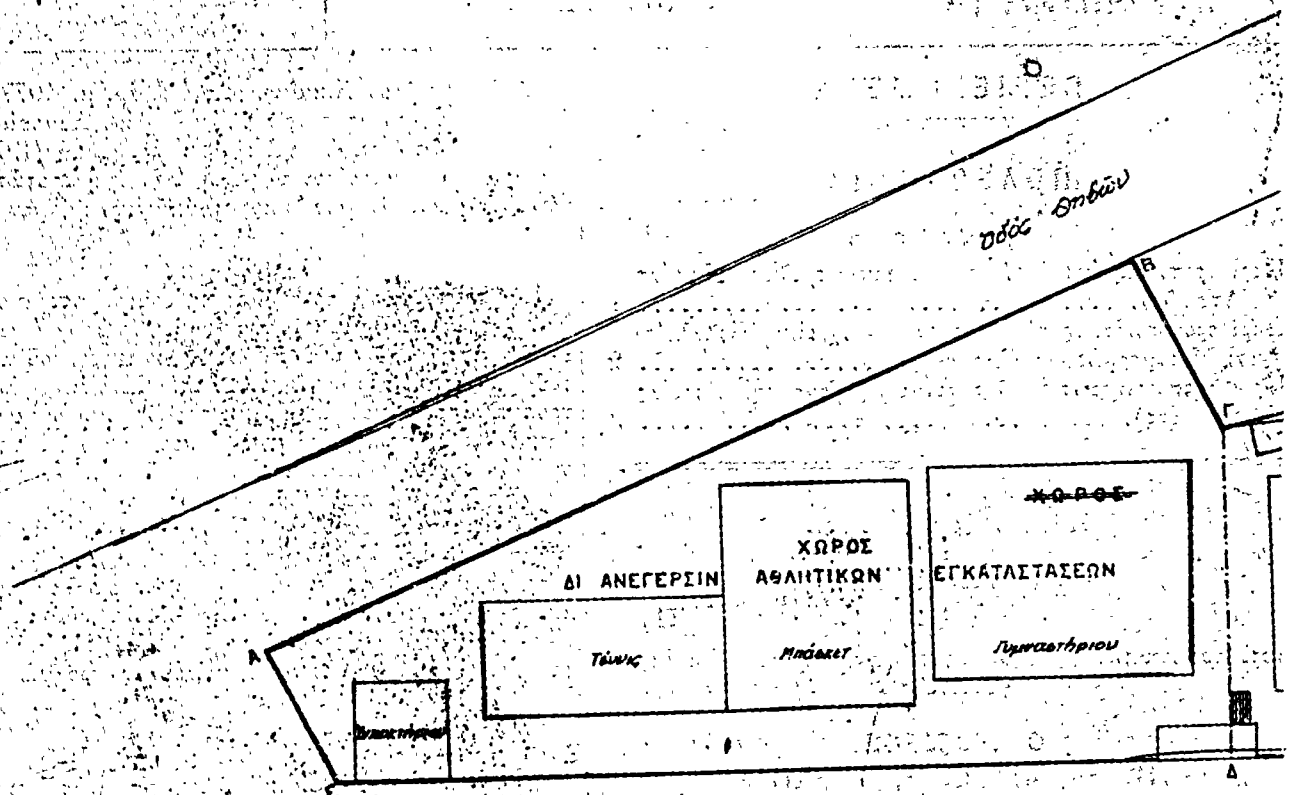 Οδός Θηβών
Β
Γ
ΧΩΡΟΣ
ΧΩΡΟΣ
ΔΙ ΑΝΕΓΕΡΣΙΝ ΑΘΛΗΤΙΚΩΝ ΕΓΚΑΤΑΣΤΑΣΕΩΝ
Α
Τέννις
Μπάσκετ
Γυμναστήριου
Δ